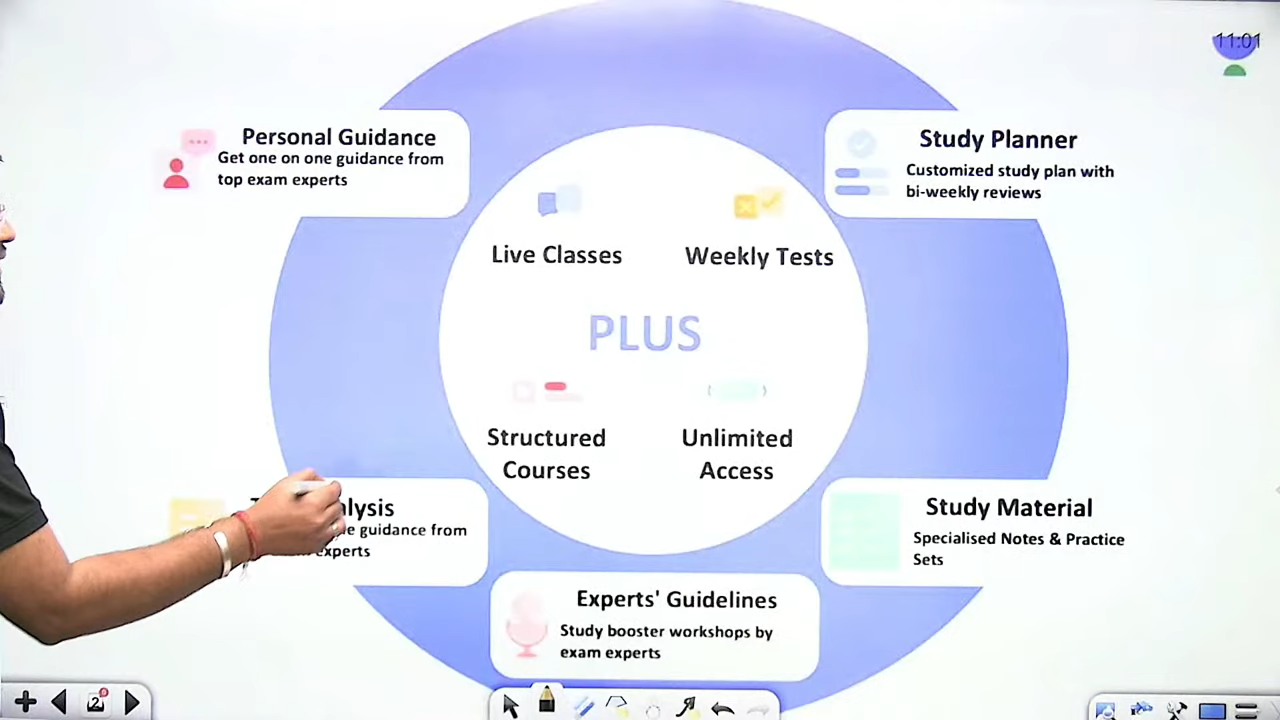 11:01
Personal Guidance
Get one on one guidance from
top exam experts
Study Planner
Customized study plan with
bi-weekly reviews
Live Classes
Weekly Tests
PLUS
Structured
Courses
Unlimited
Access
guidance from
experts
Study Material
Specialised Notes & Practice
Sets
Experts' Guidelines
Study booster workshops by
exam experts
2